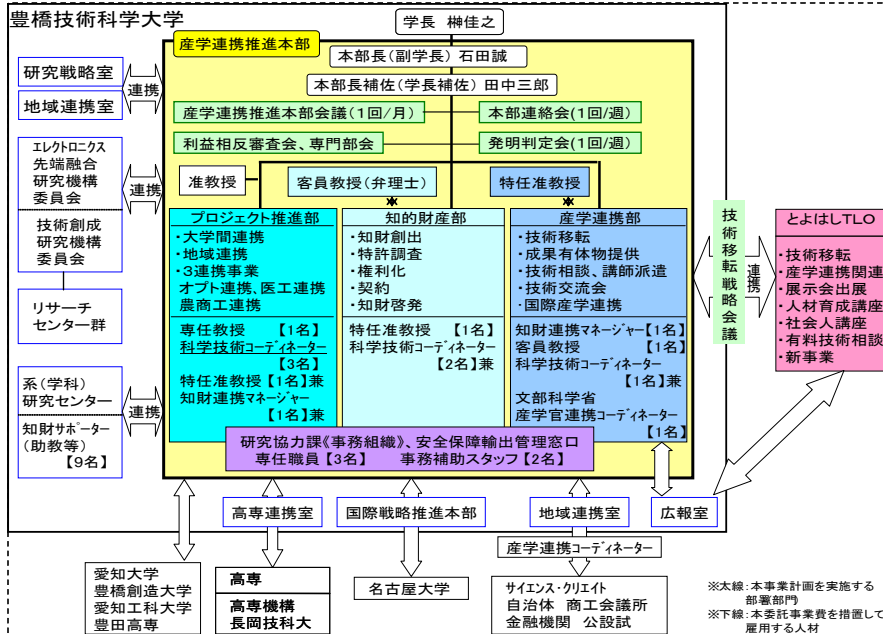 豊橋技術科学大学
学長 榊佳之
産学連携推進本部
本部長(副学長)石田誠
本部長補佐(学長補佐)田中三郎
産学連携推進本部会議(1回/月)
本部連絡会(1回/週)
利益相反審査会、専門部会
発明判定会(1回/週)
研究戦略室
地域連携室
連携
エレクトロニクス
先端融合
研究機構
委員会
技術創成
研究機構
委員会
連携
リサーチ
センター群
系(学科)
研究センター
知財サポーター
(助教等)
【9名】
連携
准教授
客員教授(弁理士)
特任准教授
プロジェクト推進部
・大学間連携
・地域連携
・3連携事業
オプト連携、医工連携
農商工連携
専任教授 【1名】
科学技術コーディネーター
【3名】
特任准教授【1名】兼
知財連携マネージャー
【1名】兼
知的財産部
・知財創出
・特許調査
・権利化
・契約
・知財啓発
特任准教授 【1名】
科学技術コーディネーター
【2名】兼
産学連携部
・技術移転
・成果有体物提供
・技術相談、講師派遣
・技術交流会
・国際産学連携
知財連携マネージャー【1名】
客員教授 【1名】
科学技術コーディネーター
【1名】兼
文部科学省
産学官連携コーディネーター
【1名】
研究協力課《事務組織》、安全保障輸出管理窓口
専任職員【3名】 事務補助スタッフ【2名】
技術移転戦略会議
連携
とよはしTLO
・技術移転
・産学連携関連
・展示会出展
・人材育成講座
・社会人講座
・有料技術相談
・新事業
高専連携室
国際戦略推進本部
地域連携室
広報室
産学連携コーディネーター
愛知大学
豊橋創造大学
愛知工科大学
豊田高専
高専
高専機構
長岡技科大
名古屋大学
サイエンス・クリエイト
自治体 商工会議所
金融機関 公設試
※太線:本事業計画を実施する
部署部門
※下線:本委託事業費を措置して
雇用する人材